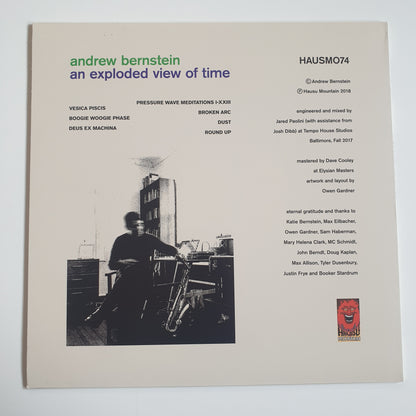 andrew bernstein
an exploded view of time
VESICA PISCIS
BOOGIE WOOGIE PHASE
DEUS EX MACHINA
PRESSURE WAVE MEDITATIONS I-XXIII
BROKEN ARC
DUST
ROUND UP
HAUSMO74
©Andrew Bernstein
℗Hausu Mountain 2018
engineered and mixed by
Jared Paolini (with assistance from
Josh Dibb) at Tempo House Studios
Baltimore, Fall 2017
mastered by Dave Cooley
at Elysian Masters
artwork and layout by
Owen Gardner
eternal gratitude and thanks to
Katie Bernstein, Max Eilbacher,
Owen Gardner, Sam Haberman,
Mary Helena Clark, MC Schmidt,
John Berndt, Doug Kaplan,
Max Allison, Tyler Dusenbury,
Justin Frye and Booker Stardrum
HAUSU
MOUNTAIN